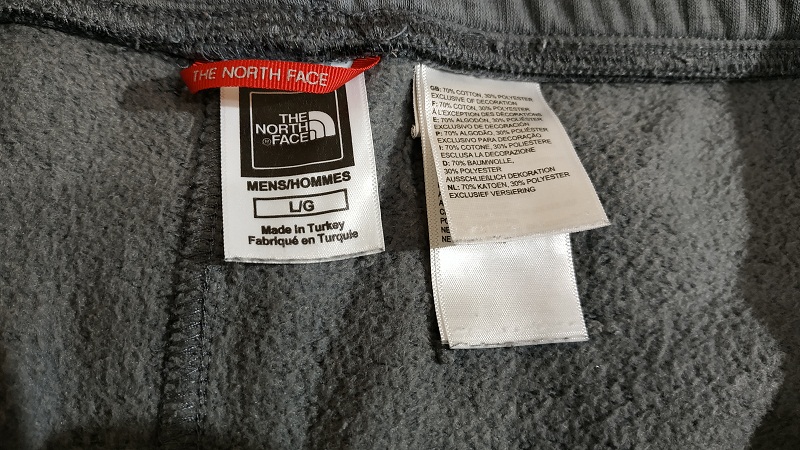 THE NORTH FACE
THE
NORTH
FACE
MENS/HOMMES
L/G
Made in Turkey
Fabriqué en Turquie
GB: 70% COTTON, 30% POLYESTER
EXCLUSIVE OF DECORATION
F: 70% COTON, 30% POLYESTER
À L'EXCEPTION DES DÉCORATIONS
E: 70% ALGODÓN, 30% POLIÉSTER
EXCLUSIVO DE DECORACIÓN
P: 70% ALGODÃO, 30% POLIÉSTER
EXCLUSIVO PARA DECORAÇÃO
I: 70% COTONE, 30% POLIESTERE
ESCLUSA LA DECORAZIONE
D: 70% BAUMWOLLE,
30% POLYESTER
AUSSCHLIEßLICH DEKORATION
NL: 70% KATOEN, 30% POLYESTER
EXCLUSIEF VERSIERING